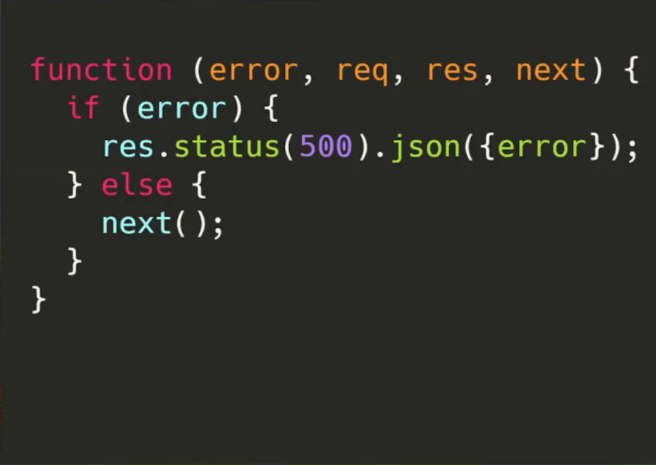 function (error, req, res, next) {
  if (error) {
    res.status(500).json({error});
  } else {
    next();
  }
}